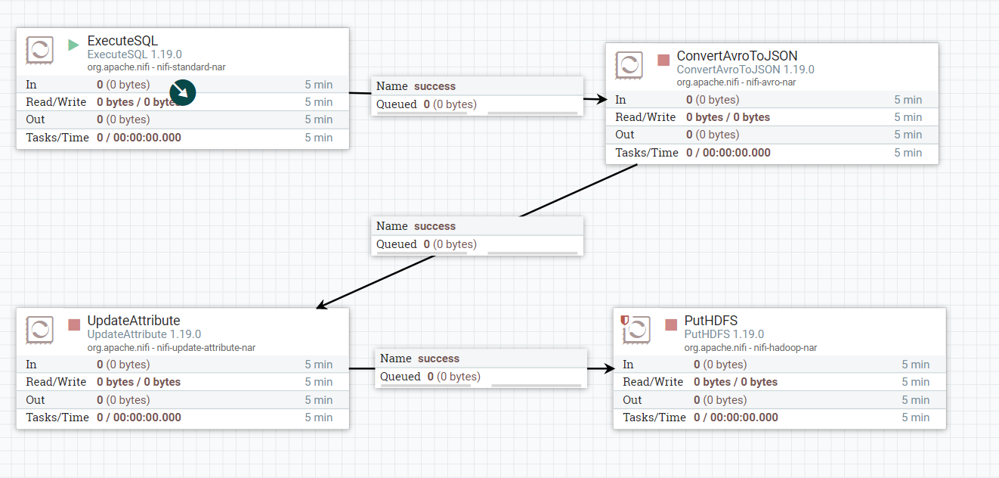 ExecuteSQL
ExecuteSQL 1.19.0
org.apache.nifi - nifi-standard-nar
In 0 (0 bytes) 5 min
Read/Write 0 bytes / 0 bytes 5 min
Out 0 (0 bytes) 5 min
Tasks/Time 0 / 00:00:00.000 5 min
Name success
Queued 0 (0 bytes)
ConvertAvroToJSON
ConvertAvroToJSON 1.19.0
org.apache.nifi - nifi-avro-nar
In 0 (0 bytes) 5 min
Read/Write 0 bytes / 0 bytes 5 min
Out 0 (0 bytes) 5 min
Tasks/Time 0 / 00:00:00.000 5 min
Name success
Queued 0 (0 bytes)
UpdateAttribute
UpdateAttribute 1.19.0
org.apache.nifi - nifi-update-attribute-nar
In 0 (0 bytes) 5 min
Read/Write 0 bytes / 0 bytes 5 min
Out 0 (0 bytes) 5 min
Tasks/Time 0 / 00:00:00.000 5 min
Name success
Queued 0 (0 bytes)
PutHDFS
PutHDFS 1.19.0
org.apache.nifi - nifi-hadoop-nar
In 0 (0 bytes) 5 min
Read/Write 0 bytes / 0 bytes 5 min
Out 0 (0 bytes) 5 min
Tasks/Time 0 / 00:00:00.000 5 min